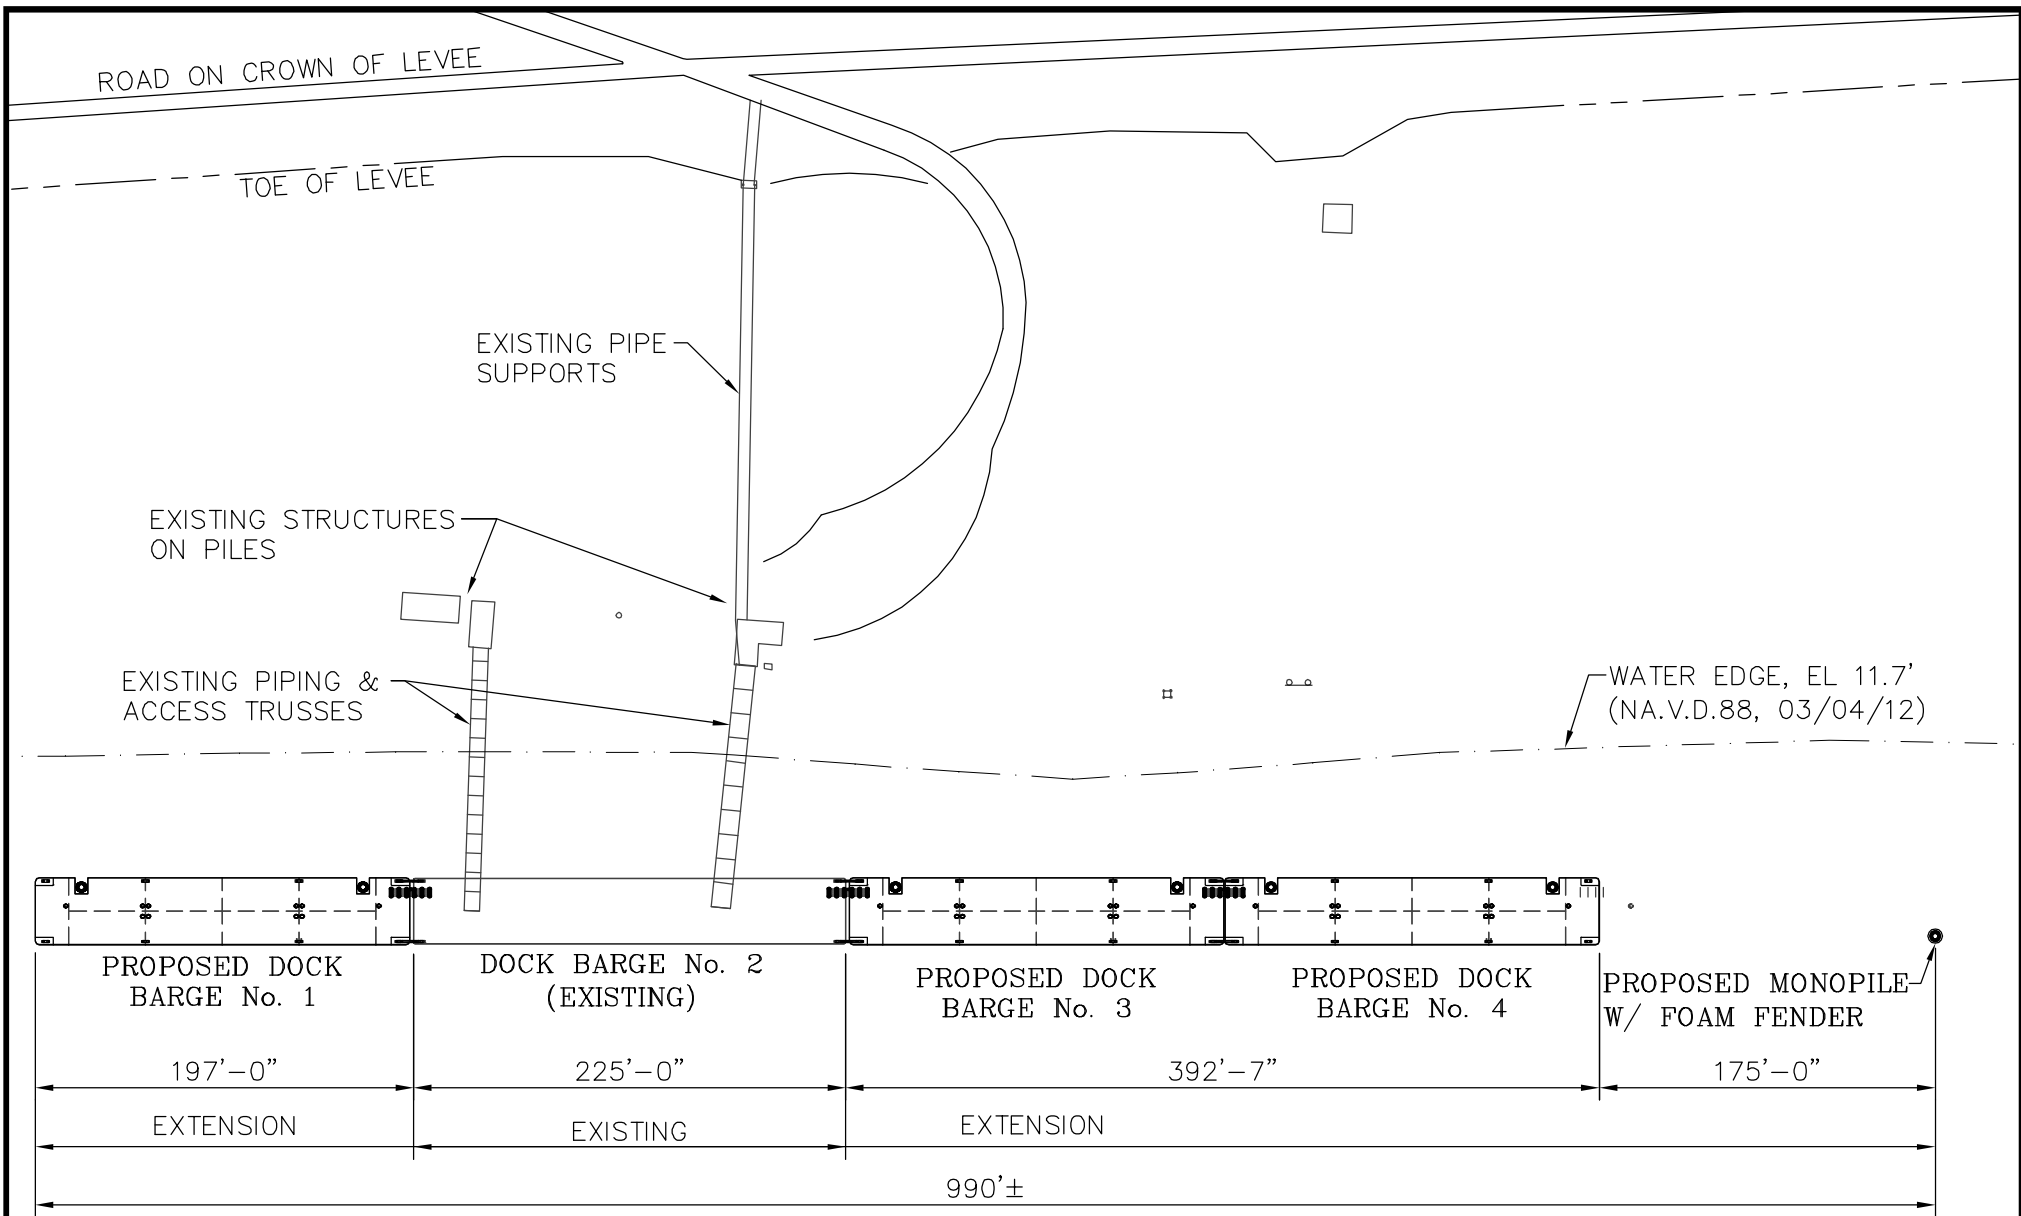 ROAD ON CROWN OF LEVEE
TOE OF LEVEE
EXISTING PIPE
SUPPORTS
EXISTING STRUCTURES
ON PILES
EXISTING PIPING &
ACCESS TRUSSES
WATER EDGE, EL 11.7'
(NA.V.D.88, 03/04/12)
PROPOSED DOCK
BARGE No. 1
DOCK BARGE No. 2
(EXISTING)
PROPOSED DOCK
BARGE No. 3
PROPOSED DOCK
BARGE No. 4
PROPOSED MONOPILE
W/ FOAM FENDER
197'-0"
225'-0"
392'-7"
175'-0"
EXTENSION
EXISTING
EXTENSION
990'±